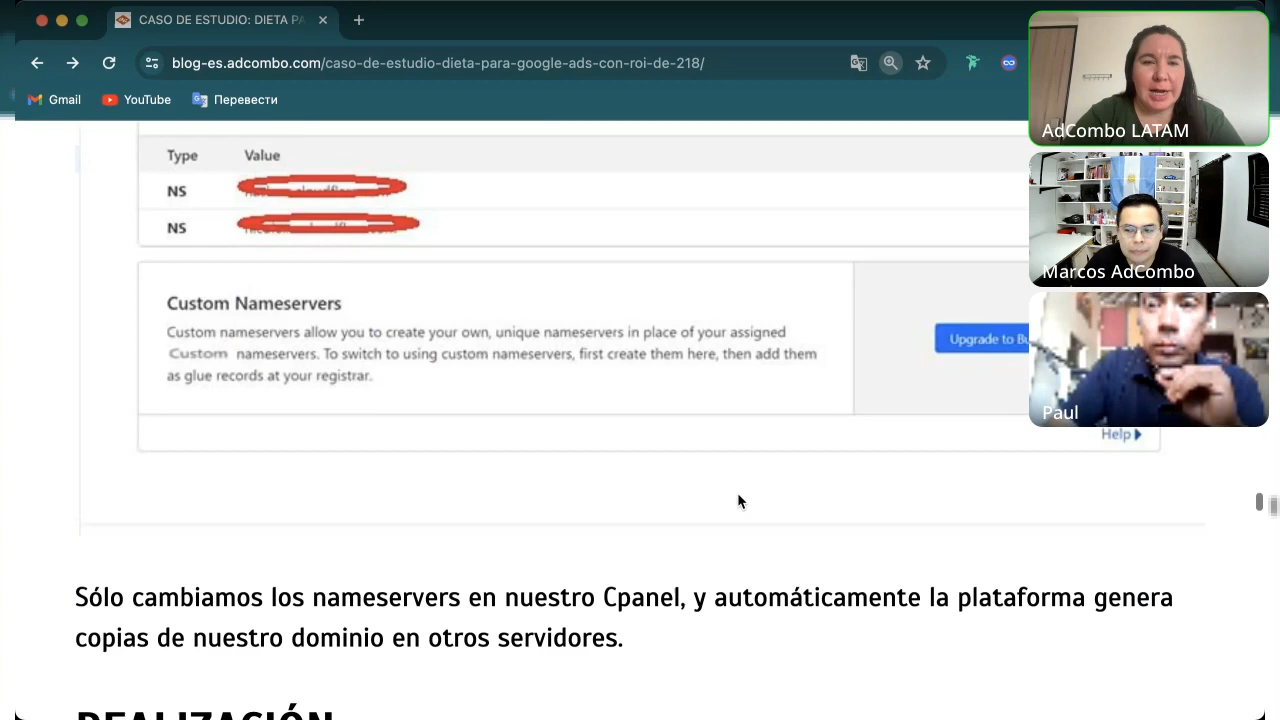 CASO DE ESTUDIO: DIETA PA
blog-es.adcombo.com/caso-de-estudio-dieta-para-google-ads-con-roi-de-218/
Gmail
YouTube
Перевести
AdCombo LATAM
Marcos AdCombo
Paul
Type Value
NS
NS
Custom Nameservers
Custom nameservers allow you to create your own, unique nameservers in place of your assigned
Custom nameservers. To switch to using custom nameservers, first create them here, then add them
as glue records at your registrar.
Upgrade to Bu
Help
Sólo cambiamos los nameservers en nuestro Cpanel, y automáticamente la plataforma genera
copias de nuestro dominio en otros servidores.
REALIZACIÓN